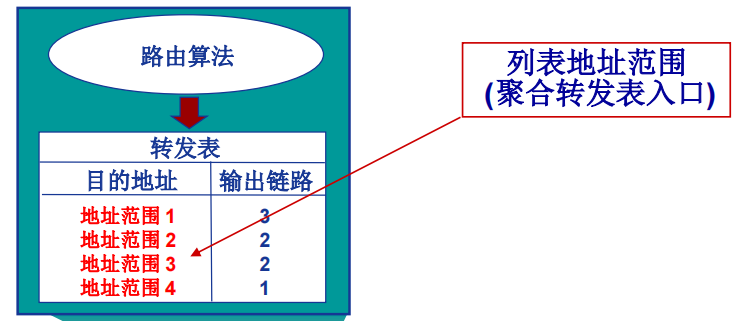 路由算法
转发表
目的地址 输出链路
地址范围 1 3
地址范围 2 2
地址范围 3 2
地址范围 4 1
列表地址范围
(聚合转发表入口)